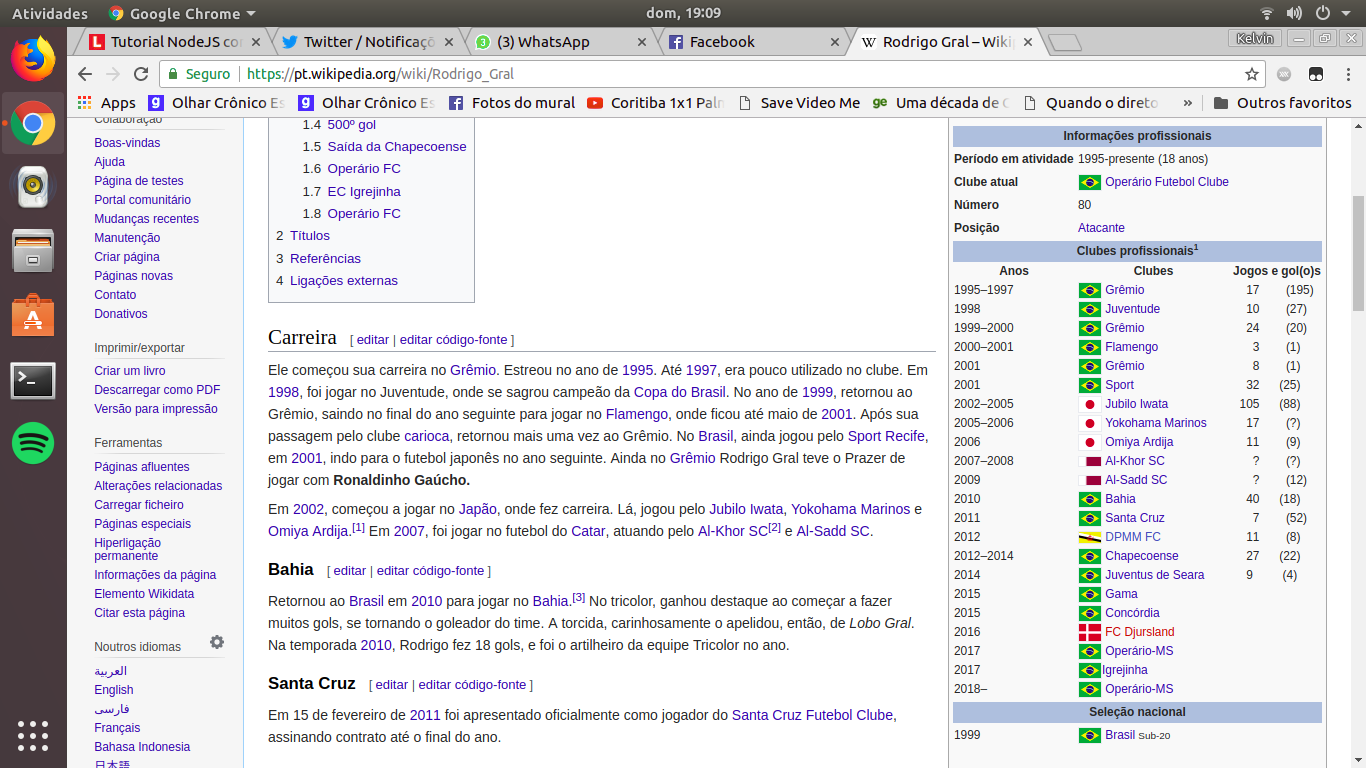 Atividades
Google Chrome
dom, 19:09
Tutorial NodeJS co
Twitter / Notificaçõ
(3) WhatsApp
Facebook
Rodrigo Gral – Wiki
Kelvin
Seguro
https://pt.wikipedia.org/wiki/Rodrigo_Gral
Apps
Olhar Crônico Es
Olhar Crônico Es
Fotos do mural
Coritiba 1x1 Palm
Save Video Me
Uma década de
Quando o direto
»
Outros favoritos
Colaboração
Boas-vindas
Ajuda
Página de testes
Portal comunitário
Mudanças recentes
Manutenção
Criar página
Páginas novas
Contato
Donativos
Imprimir/exportar
Criar um livro
Descarregar como PDF
Versão para impressão
Ferramentas
Páginas afluentes
Alterações relacionadas
Carregar ficheiro
Páginas especiais
Hiperligação
permanente
Informações da página
Elemento Wikidata
Citar esta página
Noutros idiomas
العربية
English
فارسی
Français
Bahasa Indonesia
日本語
1.4 500º gol
1.5 Saída da Chapecoense
1.6 Operário FC
1.7 EC Igrejinha
1.8 Operário FC
2 Títulos
3 Referências
4 Ligações externas
Carreira [ editar | editar código-fonte ]
Ele começou sua carreira no Grêmio. Estreou no ano de 1995. Até 1997, era pouco utilizado no clube. Em
1998, foi jogar no Juventude, onde se sagrou campeão da Copa do Brasil. No ano de 1999, retornou ao
Grêmio, saindo no final do ano seguinte para jogar no Flamengo, onde ficou até maio de 2001. Após sua
passagem pelo clube carioca, retornou mais uma vez ao Grêmio. No Brasil, ainda jogou pelo Sport Recife,
em 2001, indo para o futebol japonês no ano seguinte. Ainda no Grêmio Rodrigo Gral teve o Prazer de
jogar com Ronaldinho Gaúcho.
Em 2002, começou a jogar no Japão, onde fez carreira. Lá, jogou pelo Jubilo Iwata, Yokohama Marinos e
Omiya Ardija.[1] Em 2007, foi jogar no futebol do Catar, atuando pelo Al-Khor SC[2] e Al-Sadd SC.
Bahia [ editar | editar código-fonte ]
Retornou ao Brasil em 2010 para jogar no Bahia.[3] No tricolor, ganhou destaque ao começar a fazer
muitos gols, se tornando o goleador do time. A torcida, carinhosamente o apelidou, então, de Lobo Gral.
Na temporada 2010, Rodrigo fez 18 gols, e foi o artilheiro da equipe Tricolor no ano.
Santa Cruz [ editar | editar código-fonte ]
Em 15 de fevereiro de 2011 foi apresentado oficialmente como jogador do Santa Cruz Futebol Clube,
assinando contrato até o final do ano.
Informações profissionais
Período em atividade 1995-presente (18 anos)
Clube atual Operário Futebol Clube
Número 80
Posição Atacante
Clubes profissionais1
Anos Clubes Jogos e gol(o)s
1995–1997 Grêmio 17 (195)
1998 Juventude 10 (27)
1999–2000 Grêmio 24 (20)
2000–2001 Flamengo 3 (1)
2001 Grêmio 8 (1)
2001 Sport 32 (25)
2002–2005 Jubilo Iwata 105 (88)
2005–2006 Yokohama Marinos 17 (?)
2006 Omiya Ardija 11 (9)
2007–2008 Al-Khor SC ? (?)
2009 Al-Sadd SC ? (12)
2010 Bahia 40 (18)
2011 Santa Cruz 7 (52)
2012 DPMM FC 11 (8)
2012–2014 Chapecoense 27 (22)
2014 Juventus de Seara 9 (4)
2015 Gama
2015 Concórdia
2016 FC Djursland
2017 Operário-MS
2017 Igrejinha
2018– Operário-MS
Seleção nacional
1999 Brasil Sub-20